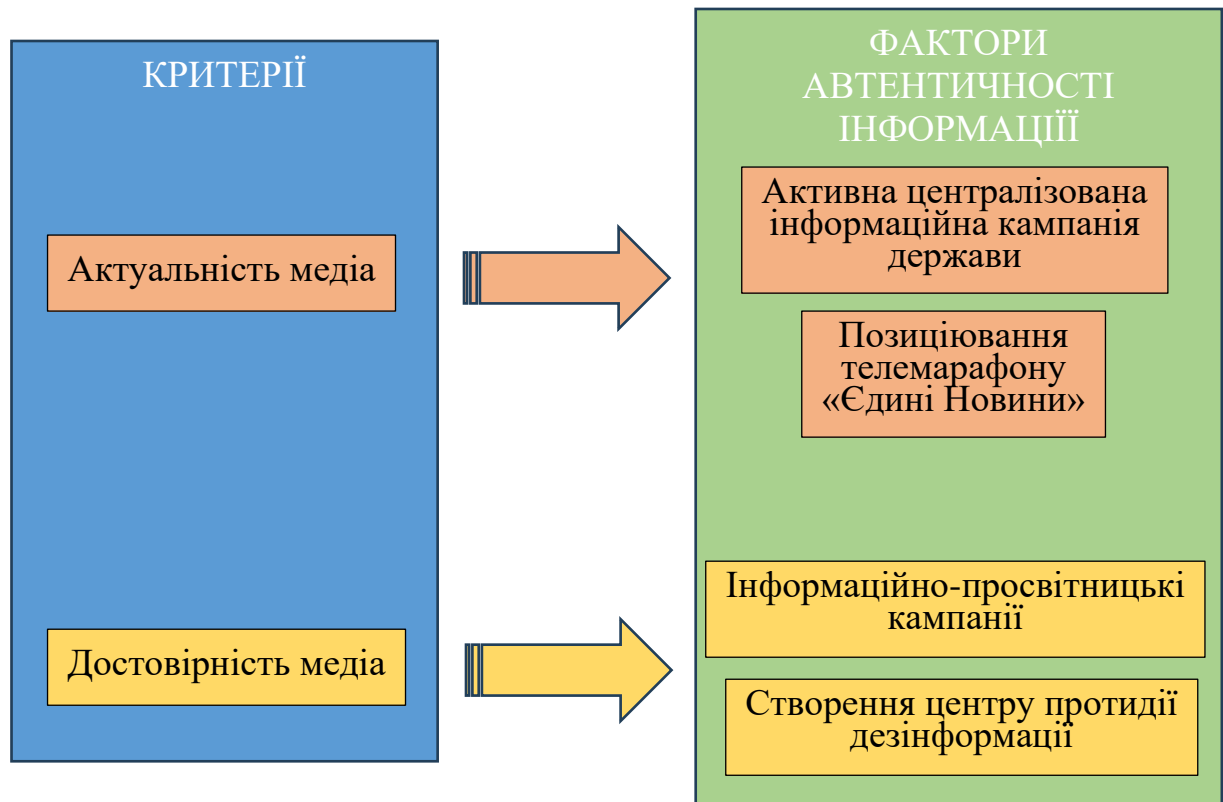 КРИТЕРІЇ
Актуальність медіа
Достовірність медіа
ФАКТОРИ
АВТЕНТИЧНОСТІ
ІНФОРМАЦІЇЇ
Активна централізована
інформаційна кампанія
держави
Позиціювання
телемарафону
«Єдині Новини»
Інформаційно-просвітницькі
кампанії
Створення центру протидії
дезінформації